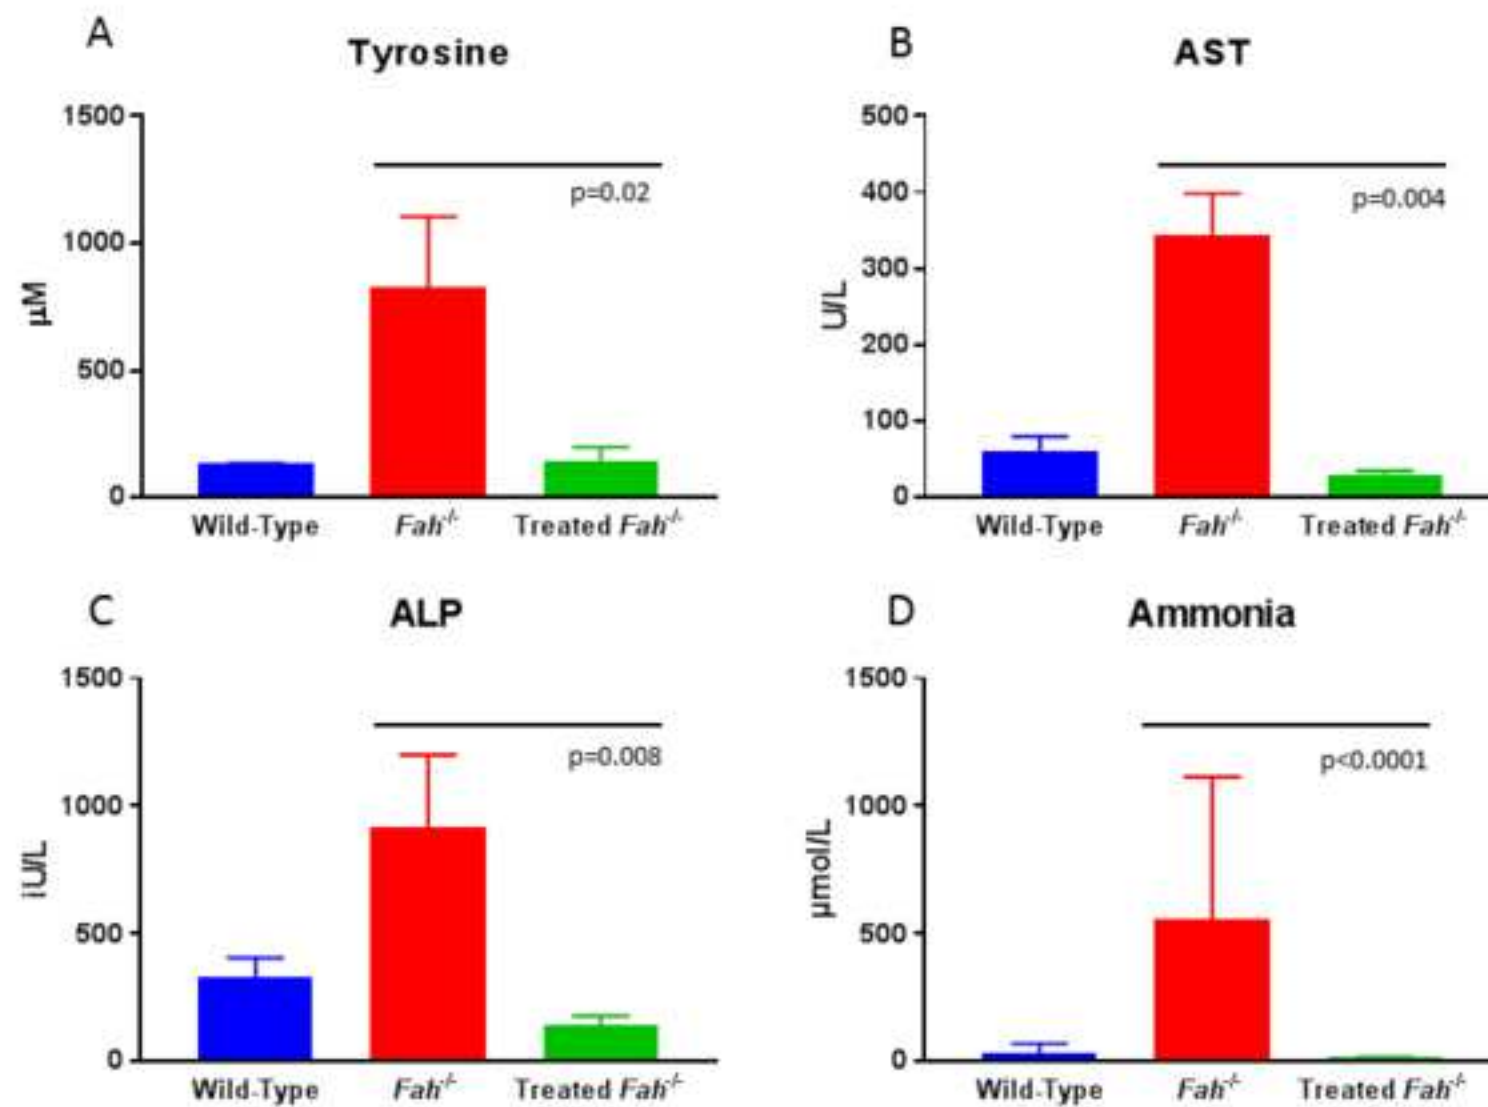 A
Tyrosine
1500
1000
500
0
µM
p=0.02
Wild-Type
Fah-/-
Treated Fah-/-
B
AST
500
400
300
200
100
0
U/L
p=0.004
Wild-Type
Fah-/-
Treated Fah-/-
C
ALP
1500
1000
500
0
iU/L
p=0.008
Wild-Type
Fah-/-
Treated Fah-/-
D
Ammonia
1500
1000
500
0
µmol/L
p<0.0001
Wild-Type
Fah-/-
Treated Fah-/-